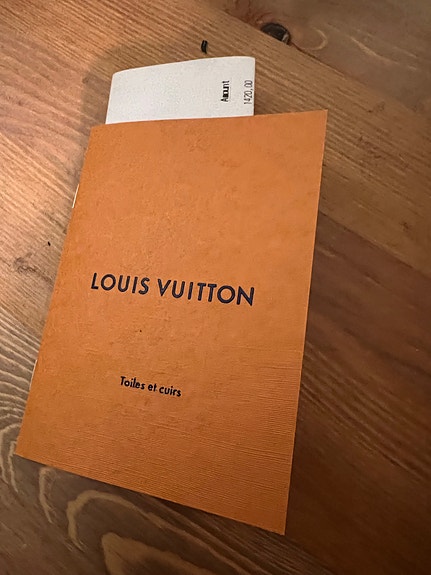 Amount
1420.00
LOUIS VUITTON
Toiles et cuirs